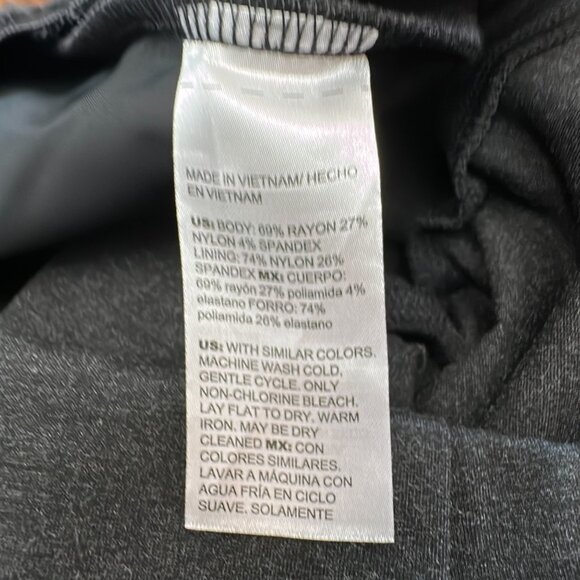 MADE IN VIETNAM/ HECHO
EN VIETNAM
US: BODY: 69% RAYON 27%
NYLON 4% SPANDEX
LINING: 74% NYLON 26%
SPANDEX MX: CUERPO:
69% rayón 27% poliamida 4%
elastano FORRO: 74%
poliamida 26% elastano
US: WITH SIMILAR COLORS.
MACHINE WASH COLD,
GENTLE CYCLE. ONLY
NON-CHLORINE BLEACH.
LAY FLAT TO DRY, WARM
IRON. MAY BE DRY
CLEANED MX: CON
COLORES SIMILARES.
LAVAR A MÁQUINA CON
AGUA FRÍA EN CICLO
SUAVE. SOLAMENTE